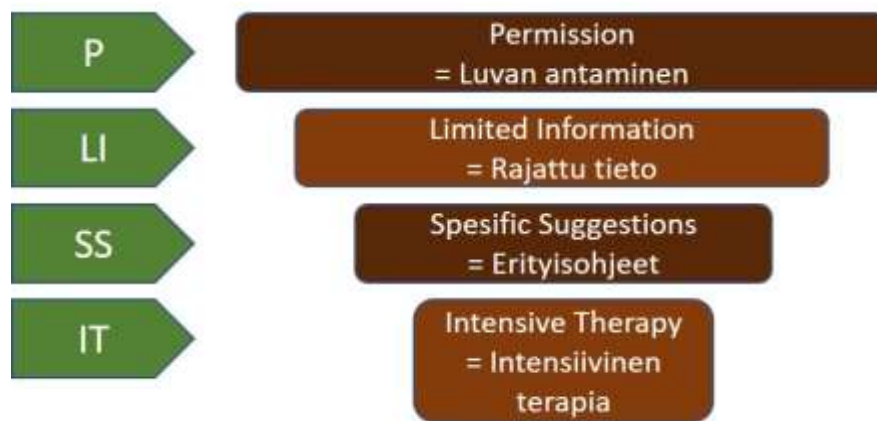 P
Permission
= Luvan antaminen
LI
Limited Information
= Rajattu tieto
SS
Spesific Suggestions
= Erityisohjeet
IT
Intensive Therapy
= Intensiivinen
terapia